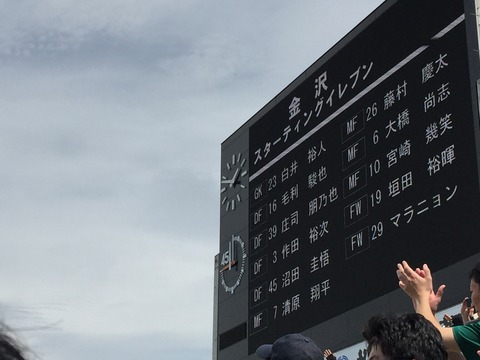 金沢
スターティングイレブン
GK 23 白井 裕人
DF 16 毛利 駿也
DF 39 庄司 朋乃也
DF 3 作田 裕次
DF 45 沼田 圭悟
MF 7 清原 翔平
MF 26 藤村 慶太
MF 6 大橋 尚志
MF 10 宮崎 幾笑
FW 19 垣田 裕暉
FW 29 マラニョン
45